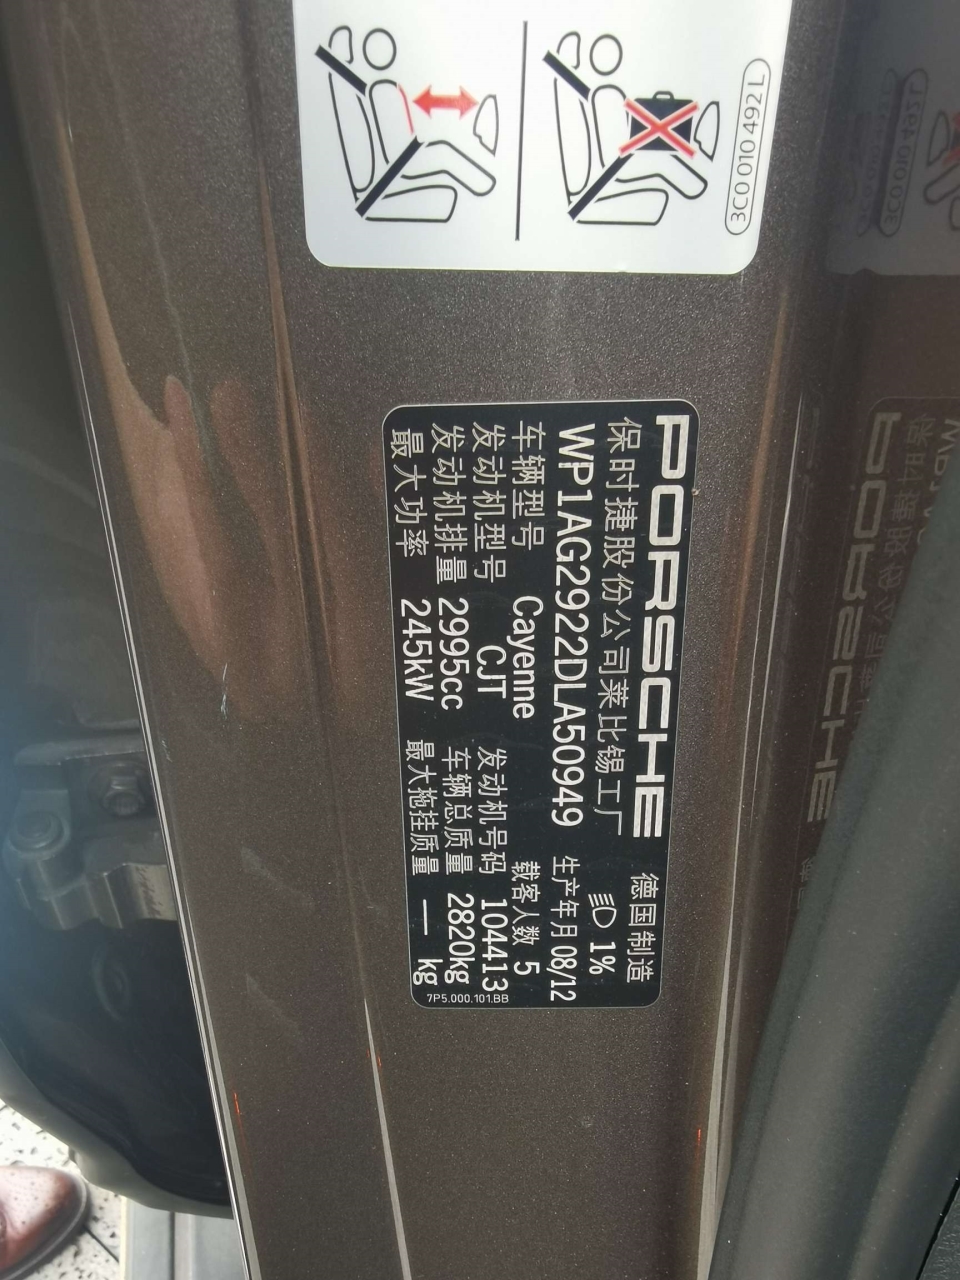 3C0 010 492 L
PORSCHE 德国制造
保时捷股份公司莱比锡工厂 1%
WP1AG2922DLA50949 生产年月 08/12
车辆型号 Cayenne 载客人数 5
发动机型号 CJT 发动机号码 104413
发动机排量 2995cc 车辆总质量 2820kg
最大功率 245kW 最大拖挂质量 — kg
7P5.000.101.BB